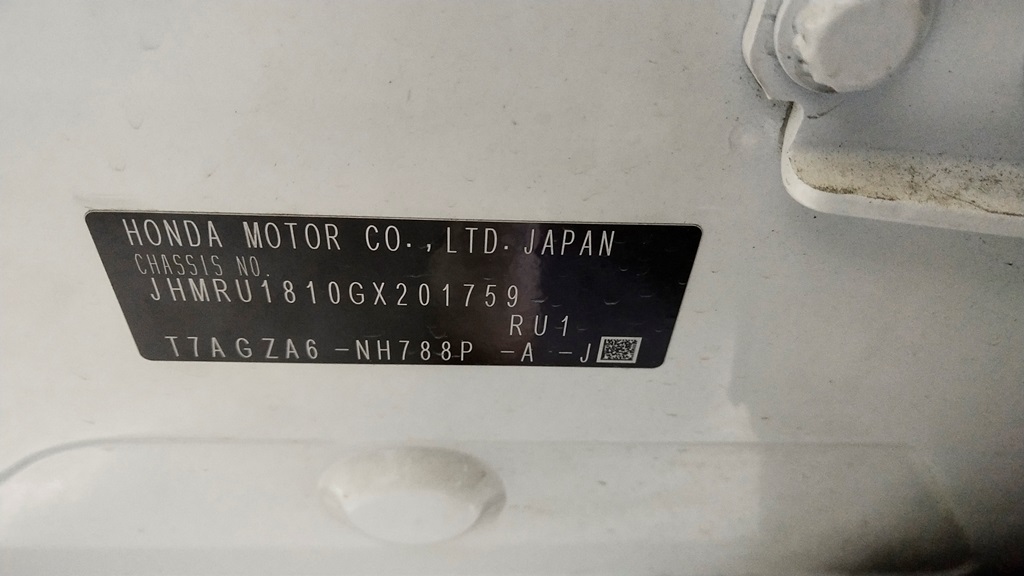 HONDA MOTOR CO.,LTD. JAPAN
CHASSIS NO.
JHMRU1810GX201759
RU1
T7AGZA6 -NH788P -A -J